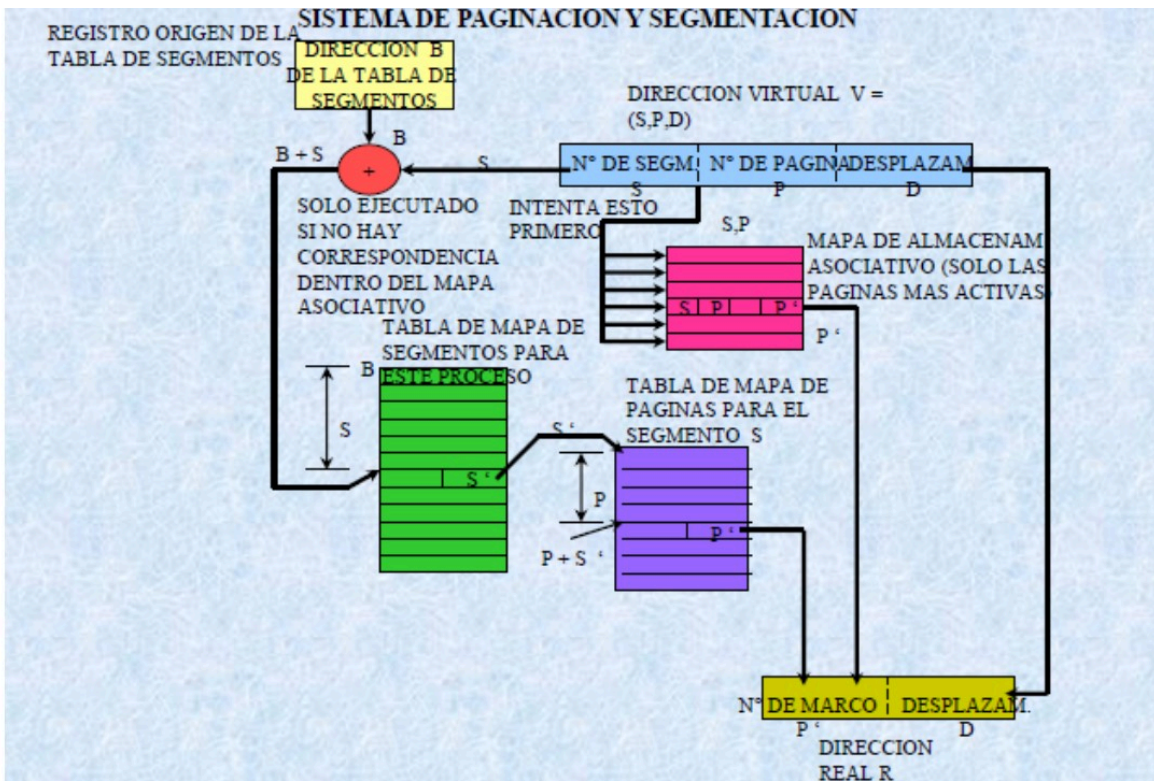 SISTEMA DE PAGINACION Y SEGMENTACION
REGISTRO ORIGEN DE LA
TABLA DE SEGMENTOS
DIRECCION B
DE LA TABLA DE
SEGMENTOS
DIRECCION VIRTUAL V =
(S,P,D)
B
B + S
+
S
N° DE SEGM.
S
N° DE PAGINA
P
DESPLAZAM.
D
SOLO EJECUTADO
SI NO HAY
CORRESPONDENCIA
DENTRO DEL MAPA
ASOCIATIVO
INTENTA ESTO
PRIMERO
S,P
MAPA DE ALMACENAM.
ASOCIATIVO (SOLO LAS
PAGINAS MAS ACTIVAS)
S P P ‘
P ‘
TABLA DE MAPA DE
SEGMENTOS PARA
ESTE PROCESO
B
S
S ‘
S ‘
TABLA DE MAPA DE
PAGINAS PARA EL
SEGMENTO S
P
P + S ‘
P ‘
N° DE MARCO
P ‘
DESPLAZAM.
D
DIRECCION
REAL R